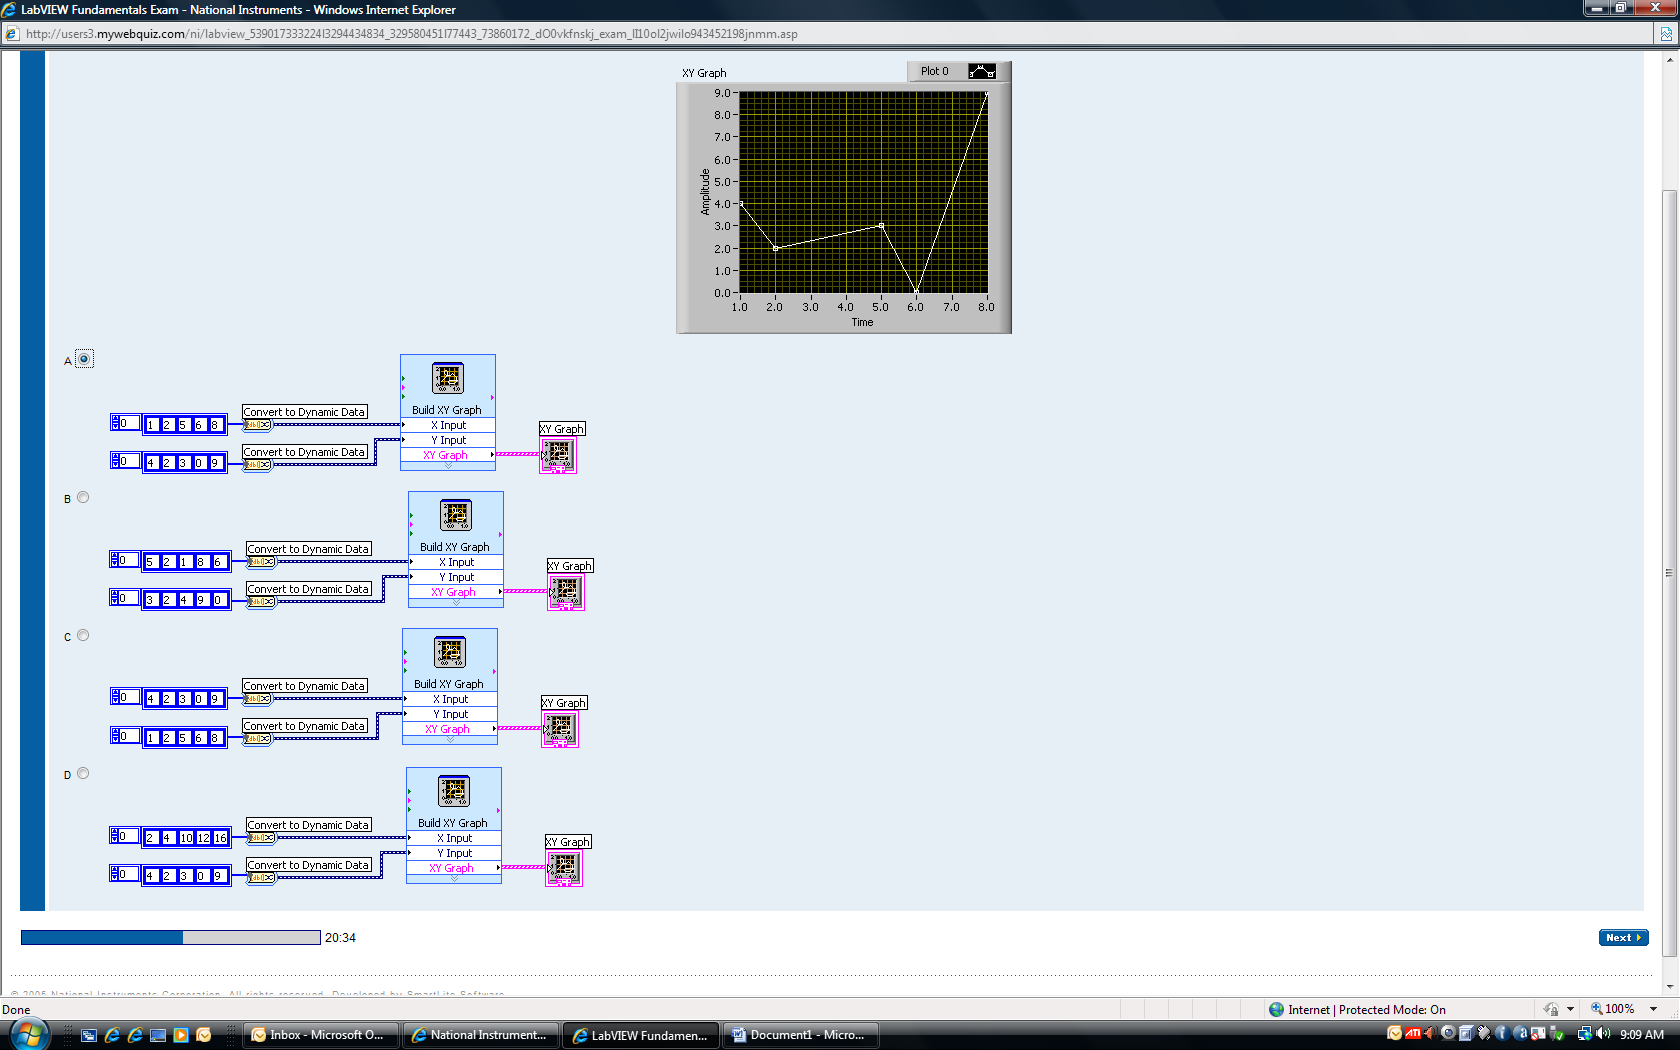 LabVIEW Fundamentals Exam - National Instruments - Windows Internet Explorer
XY Graph
Plot 0
9.0
8.0
7.0
6.0
5.0
4.0
3.0
2.0
1.0
0.0
Amplitude
1.0 2.0 3.0 4.0 5.0 6.0 7.0 8.0
Time
A
Build XY Graph
Convert to Dynamic Data
0 1 2 5 6 8
X Input
Y Input
XY Graph
Convert to Dynamic Data
0 4 2 3 0 9
XY Graph
B
Build XY Graph
Convert to Dynamic Data
0 5 2 1 8 6
X Input
Y Input
XY Graph
Convert to Dynamic Data
0 3 2 4 9 0
XY Graph
C
Build XY Graph
Convert to Dynamic Data
0 4 2 3 0 9
X Input
Y Input
XY Graph
Convert to Dynamic Data
0 1 2 5 6 8
XY Graph
D
Build XY Graph
Convert to Dynamic Data
0 2 4 10 12 16
X Input
Y Input
XY Graph
Convert to Dynamic Data
0 4 2 3 0 9
XY Graph
20:34
Next
Done
Internet | Protected Mode: On
100%
Inbox - Microsoft O...
National Instrument...
LabVIEW Fundamen...
Document1 - Micro...
9:09 AM